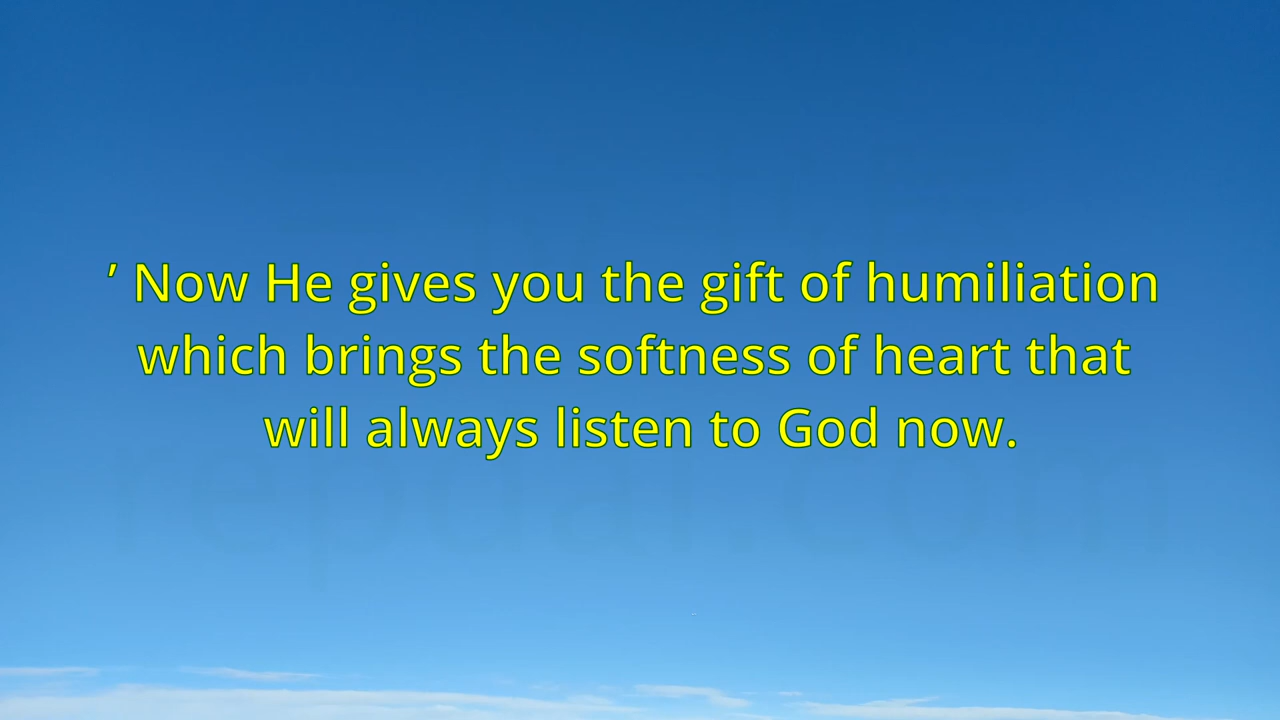 ’ Now He gives you the gift of humiliation
which brings the softness of heart that
will always listen to God now.